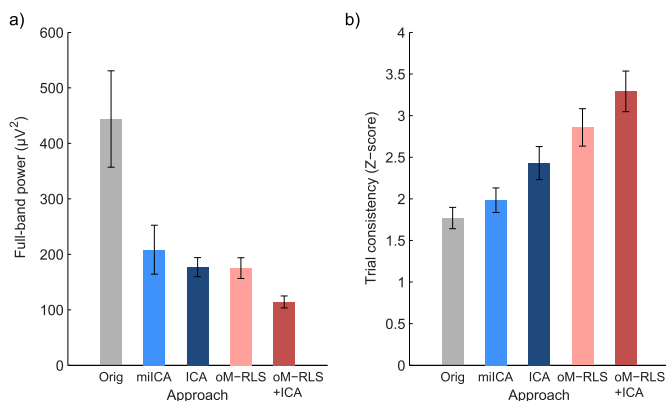 a)
Full-band power (µV²)
600
500
400
300
200
100
0
Orig
miICA
ICA
oM−RLS
oM−RLS
+ICA
Approach
b)
Trial consistency (Z−score)
4
3.5
3
2.5
2
1.5
1
0.5
0
Orig
miICA
ICA
oM−RLS
oM−RLS
+ICA
Approach